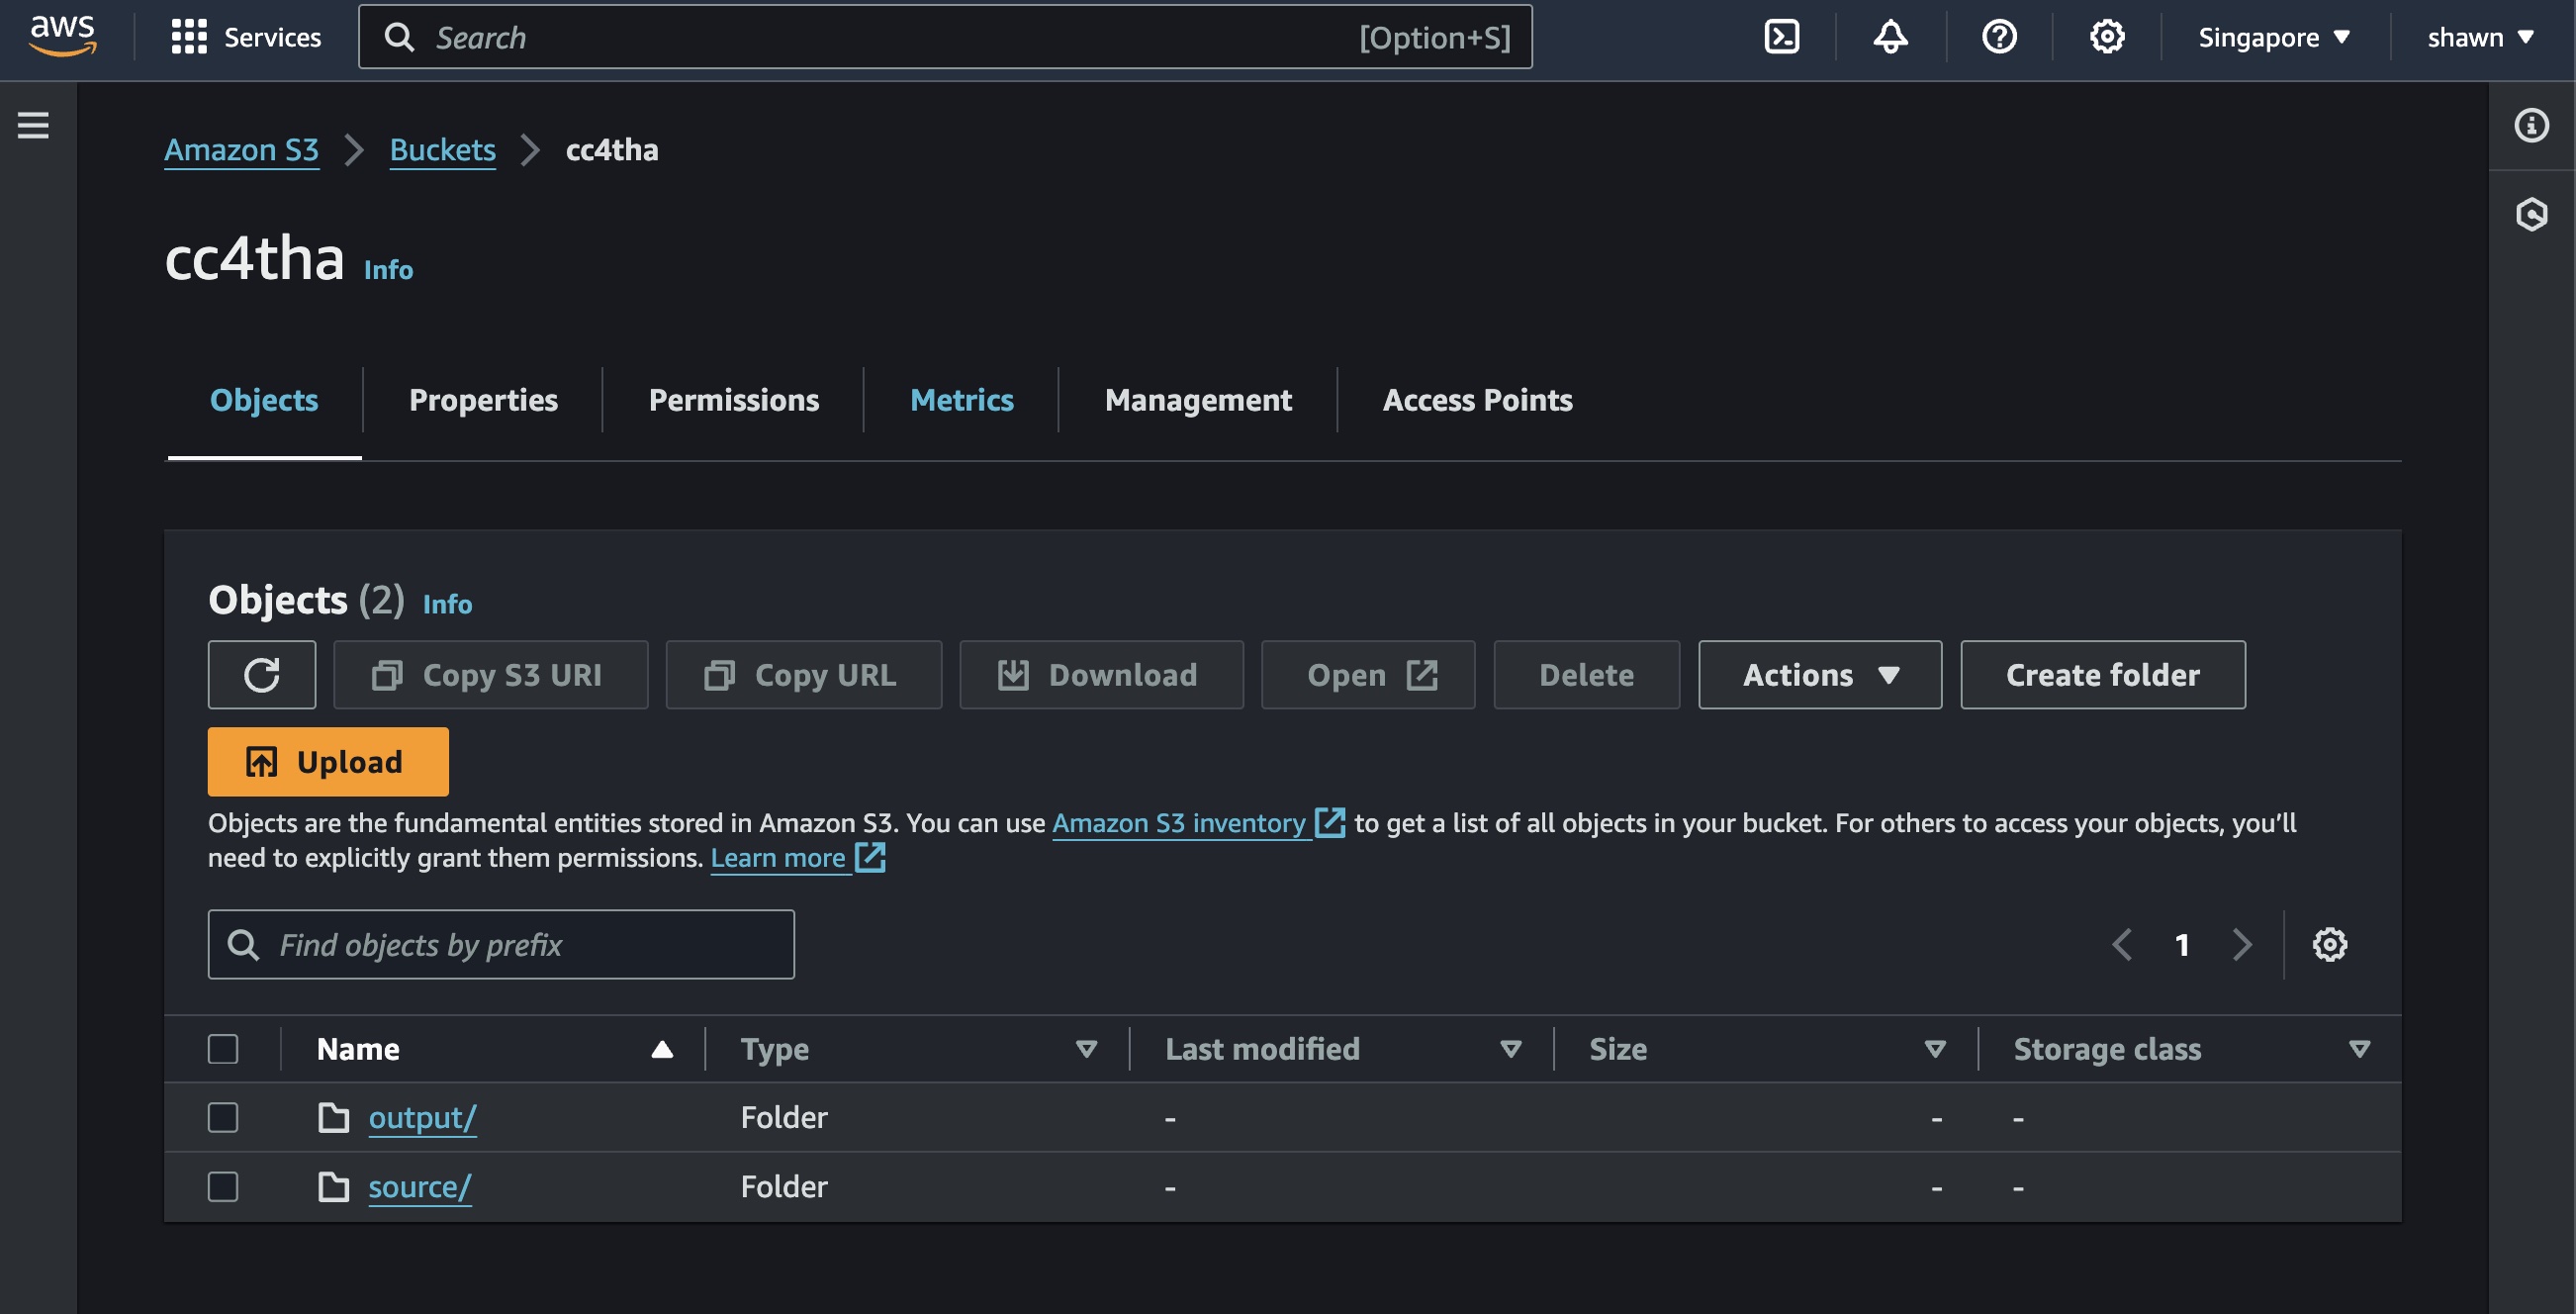 aws Services Search [Option+S] Singapore shawn
Amazon S3 Buckets cc4tha
cc4tha Info
Objects Properties Permissions Metrics Management Access Points
Objects (2) Info
Copy S3 URI Copy URL Download Open Delete Actions Create folder
Upload
Objects are the fundamental entities stored in Amazon S3. You can use Amazon S3 inventory to get a list of all objects in your bucket. For others to access your objects, you’ll
need to explicitly grant them permissions. Learn more
Find objects by prefix 1
Name Type Last modified Size Storage class
output/ Folder - - -
source/ Folder - - -